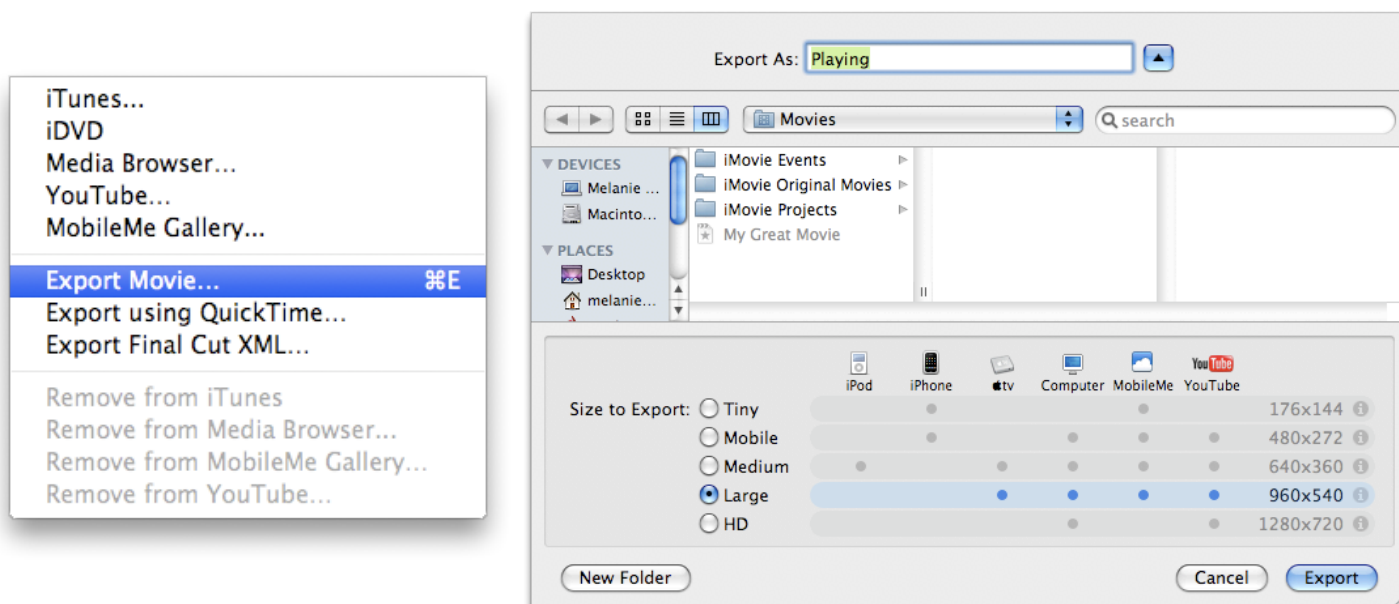 iTunes...
iDVD
Media Browser...
YouTube...
MobileMe Gallery...
Export Movie... ⌘E
Export using QuickTime...
Export Final Cut XML...
Remove from iTunes
Remove from Media Browser...
Remove from MobileMe Gallery...
Remove from YouTube...
Export As: Playing
Movies
search
DEVICES
Melanie ...
Macinto...
PLACES
Desktop
melanie...
iMovie Events
iMovie Original Movies
iMovie Projects
My Great Movie
You Tube
iPod iPhone tv Computer MobileMe YouTube
Size to Export: Tiny 176x144
Mobile 480x272
Medium 640x360
Large 960x540
HD 1280x720
New Folder Cancel Export